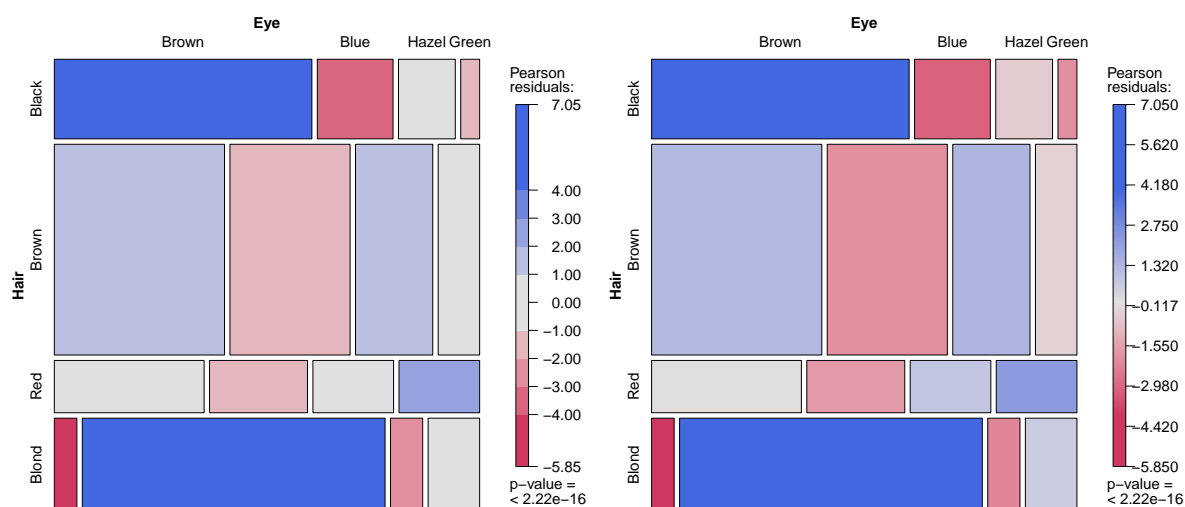 Eye
Brown Blue Hazel Green
Hair
Black
Brown
Red
Blond
Pearson
residuals:
7.05
4.00
3.00
2.00
1.00
0.00
−1.00
−2.00
−3.00
−4.00
−5.85
p−value =
< 2.22e−16
Eye
Brown Blue Hazel Green
Hair
Black
Brown
Red
Blond
Pearson
residuals:
7.050
5.620
4.180
2.750
1.320
−0.117
−1.550
−2.980
−4.420
−5.850
p−value =
< 2.22e−16